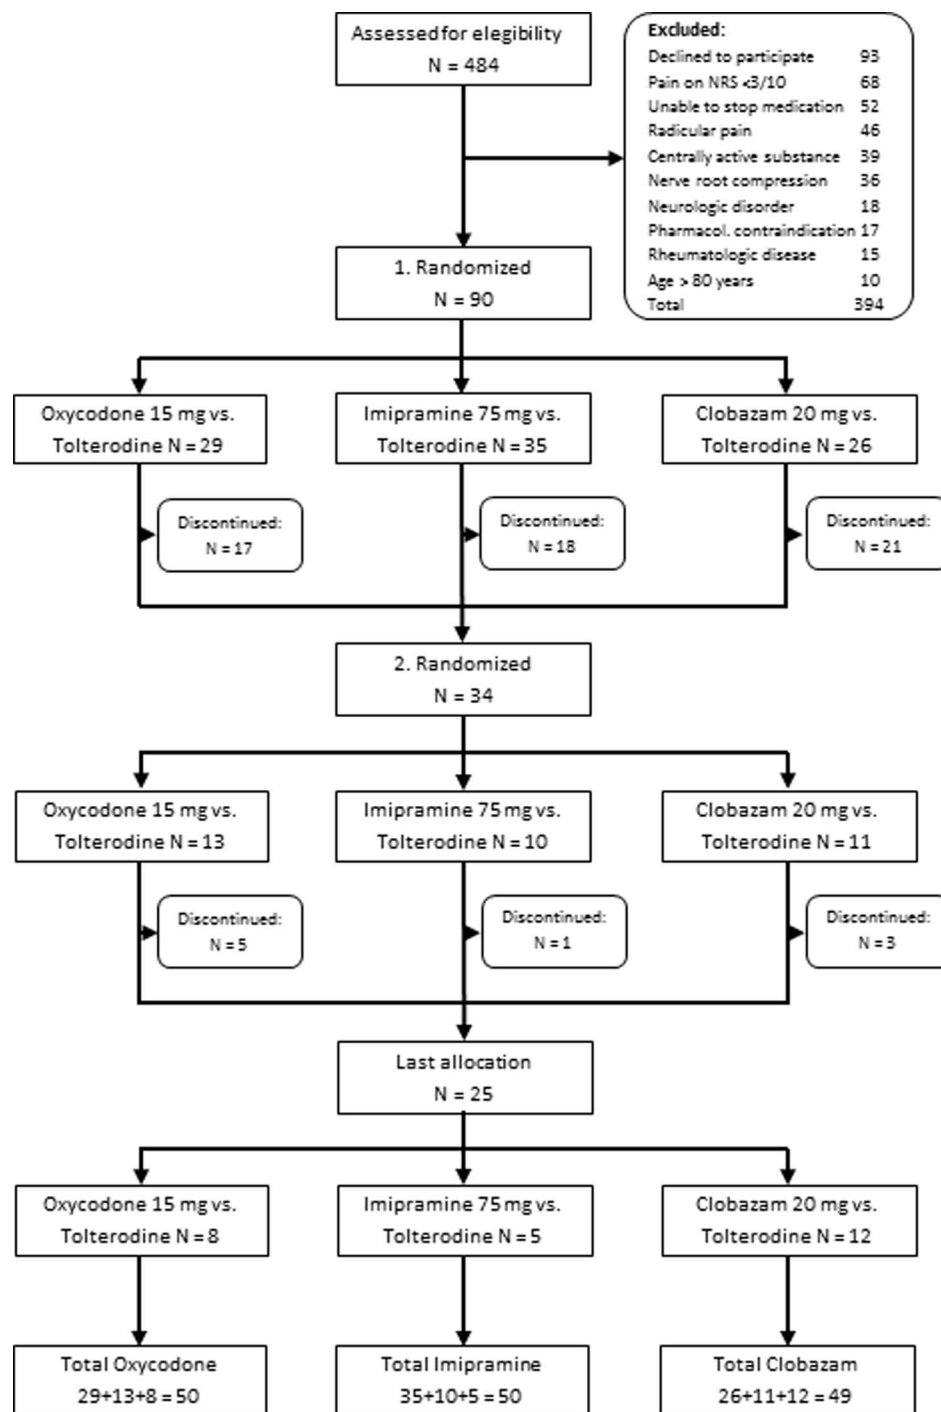 Assessed for elegibility
N = 484
Excluded:
Declined to participate 93
Pain on NRS <3/10 68
Unable to stop medication 52
Radicular pain 46
Centrally active substance 39
Nerve root compression 36
Neurologic disorder 18
Pharmacol. contraindication 17
Rheumatologic disease 15
Age > 80 years 10
Total 394
1. Randomized
N = 90
Oxycodone 15 mg vs.
Tolterodine N = 29
Imipramine 75 mg vs.
Tolterodine N = 35
Clobazam 20 mg vs.
Tolterodine N = 26
Discontinued:
N = 17
Discontinued:
N = 18
Discontinued:
N = 21
2. Randomized
N = 34
Oxycodone 15 mg vs.
Tolterodine N = 13
Imipramine 75 mg vs.
Tolterodine N = 10
Clobazam 20 mg vs.
Tolterodine N = 11
Discontinued:
N = 5
Discontinued:
N = 1
Discontinued:
N = 3
Last allocation
N = 25
Oxycodone 15 mg vs.
Tolterodine N = 8
Imipramine 75 mg vs.
Tolterodine N = 5
Clobazam 20 mg vs.
Tolterodine N = 12
Total Oxycodone
29+13+8 = 50
Total Imipramine
35+10+5 = 50
Total Clobazam
26+11+12 = 49